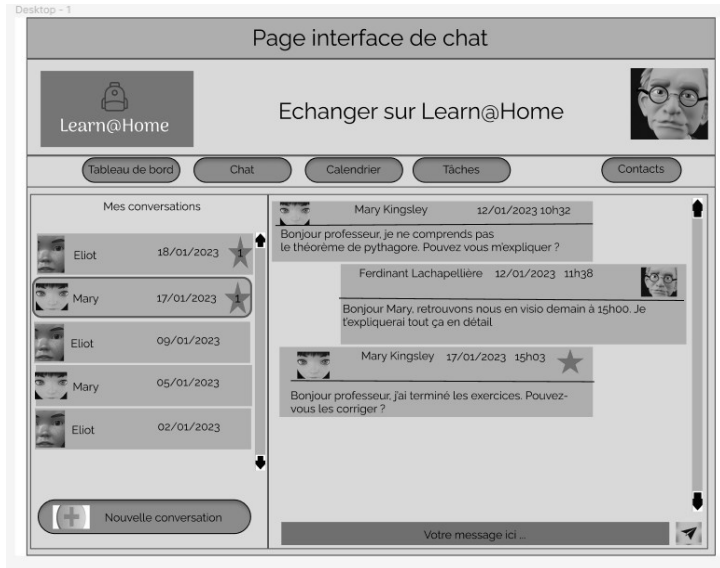 Desktop - 1
Page interface de chat
Learn@Home
Echanger sur Learn@Home
Tableau de bord
Chat
Calendrier
Tâches
Contacts
Mes conversations
Eliot 18/01/2023 1
Mary 17/01/2023 1
Eliot 09/01/2023
Mary 05/01/2023
Eliot 02/01/2023
Nouvelle conversation
Mary Kingsley 12/01/2023 10h32
Bonjour professeur, je ne comprends pas
le théorème de pythagore. Pouvez vous m'expliquer ?
Ferdinant Lachapellière 12/01/2023 11h38
Bonjour Mary, retrouvons nous en visio demain à 15h00. Je
t'expliquerai tout ça en détail
Mary Kingsley 17/01/2023 15h03
Bonjour professeur, j'ai terminé les exercices. Pouvez-
vous les corriger ?
Votre message ici ...